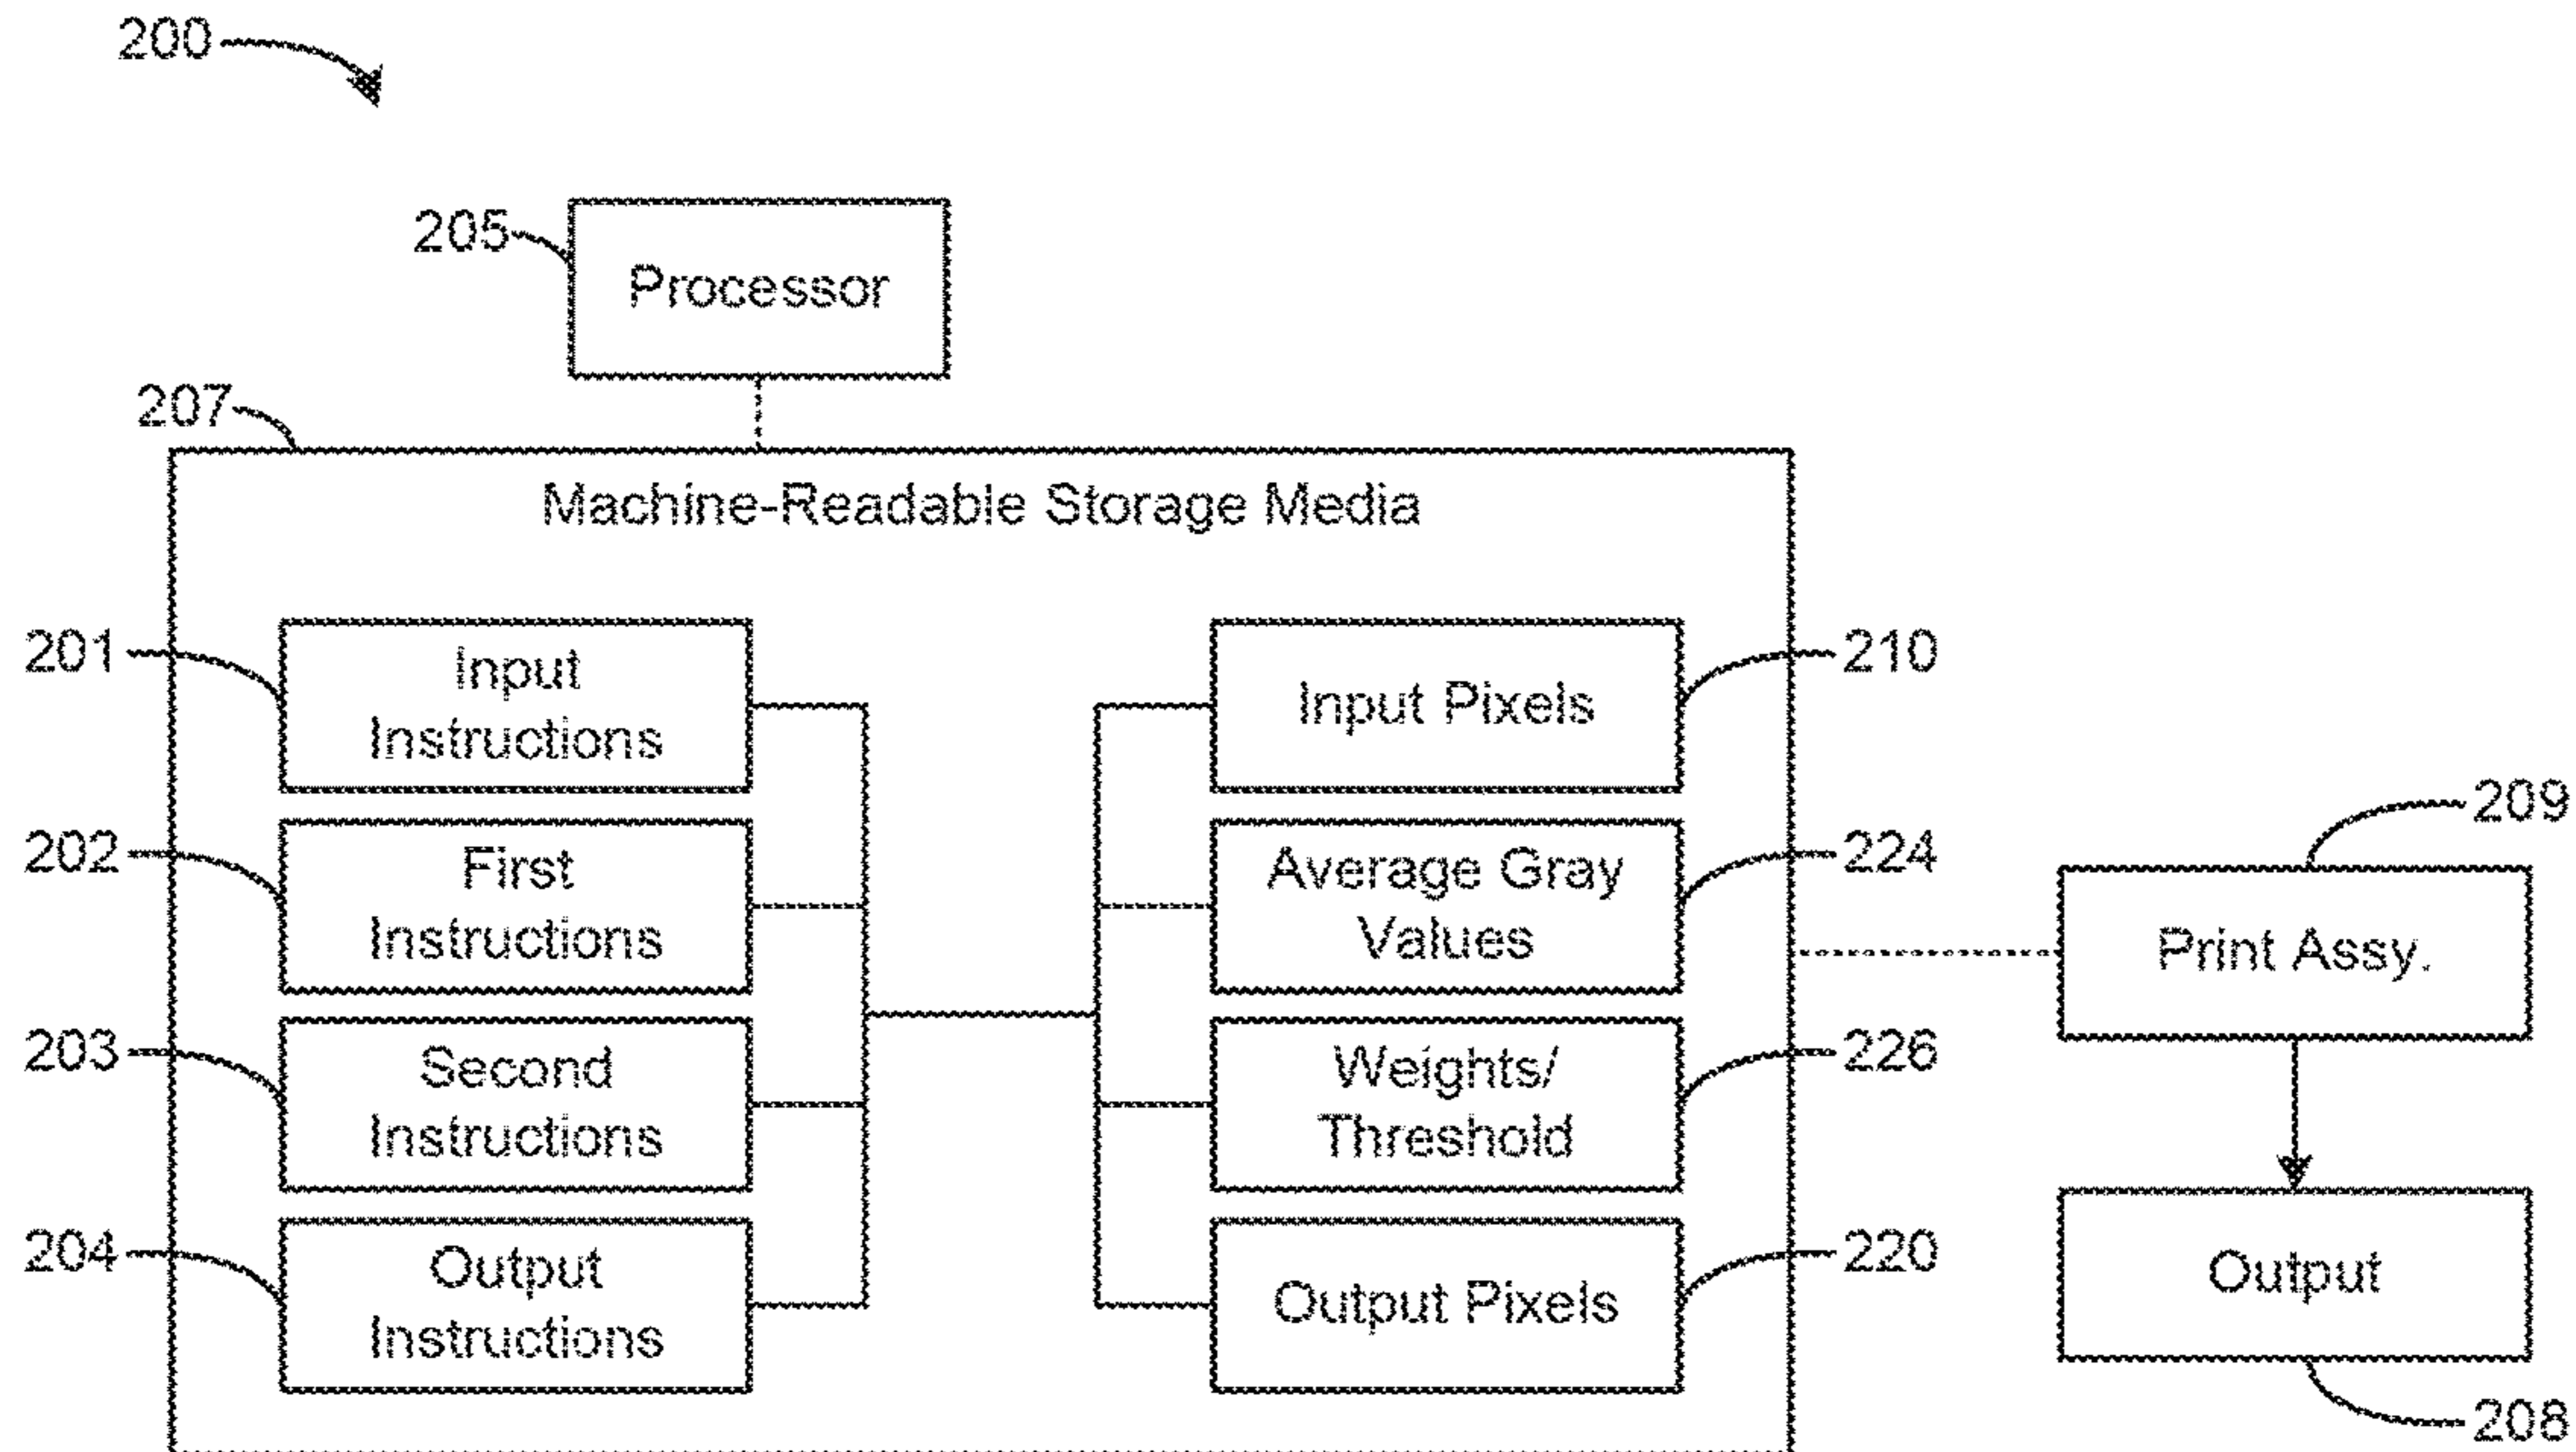 200
205
Processor
207
Machine-Readable Storage Media
201
Input
Instructions
Input Pixels
210
202
First
Instructions
Average Gray
Values
224
209
Print Assy.
203
Second
Instructions
Weights/
Threshold
226
204
Output
Instructions
Output Pixels
220
Output
208